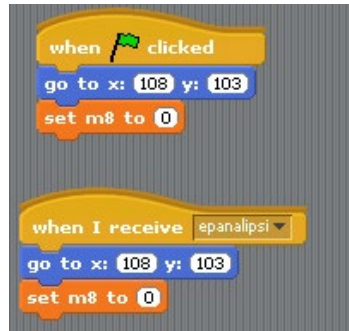 when clicked
go to x: 108 y: 103
set m8 to 0
when I receive epanalipsi
go to x: 108 y: 103
set m8 to 0